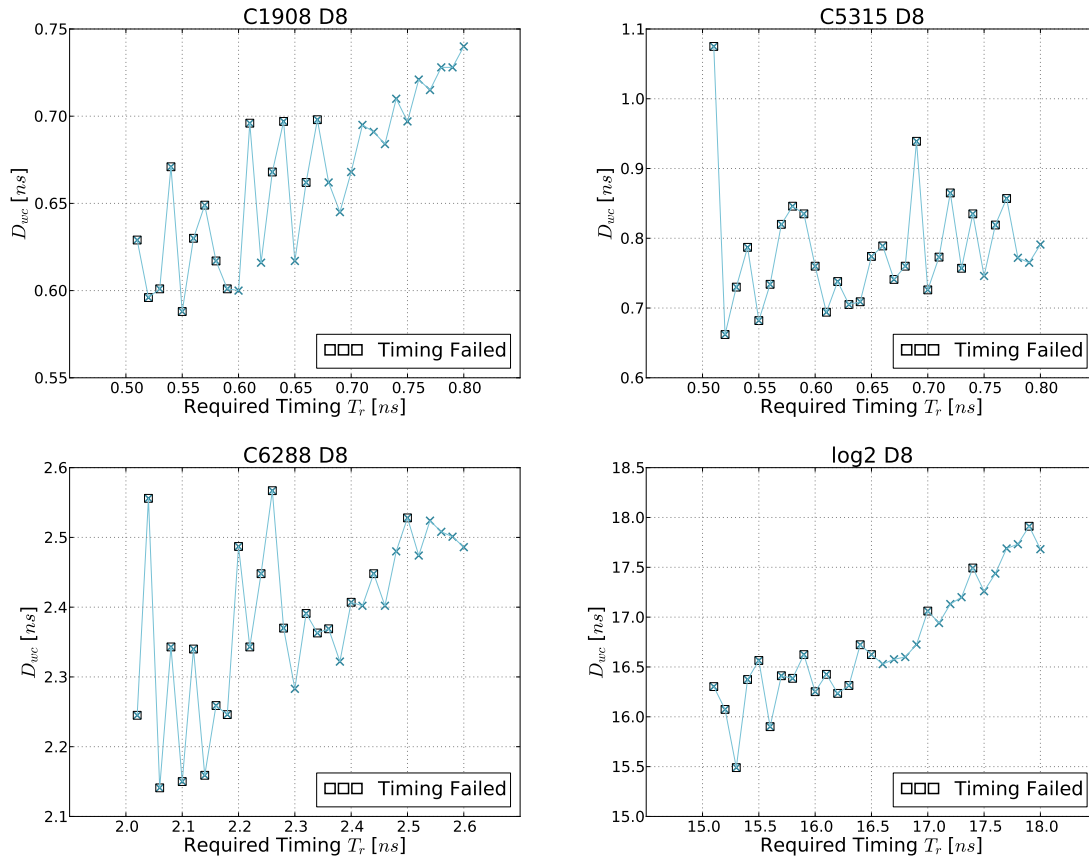 C1908 D8
0.75
0.70
0.65
0.60
0.55
D_wc [ns]
Timing Failed
0.50 0.55 0.60 0.65 0.70 0.75 0.80
Required Timing T_r [ns]
C5315 D8
1.1
1.0
0.9
0.8
0.7
0.6
D_wc [ns]
Timing Failed
0.50 0.55 0.60 0.65 0.70 0.75 0.80
Required Timing T_r [ns]
C6288 D8
2.6
2.5
2.4
2.3
2.2
2.1
D_wc [ns]
Timing Failed
2.0 2.1 2.2 2.3 2.4 2.5 2.6
Required Timing T_r [ns]
log2 D8
18.5
18.0
17.5
17.0
16.5
16.0
15.5
15.0
D_wc [ns]
Timing Failed
15.0 15.5 16.0 16.5 17.0 17.5 18.0
Required Timing T_r [ns]